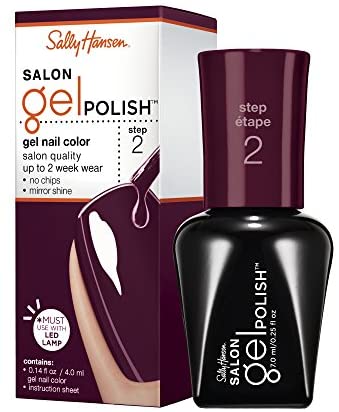 Sally Hansen
SALON
gel POLISH™
gel nail color
step
2
salon quality
up to 2 week wear
• no chips
• mirror shine
*MUST
USE WITH
LED
LAMP
contains:
• 0.14 fl oz / 4.0 ml
gel nail color
• instruction sheet
step
étape
2
Sally Hansen
SALON
gel POLISH™
7.0 ml/0.25 fl oz